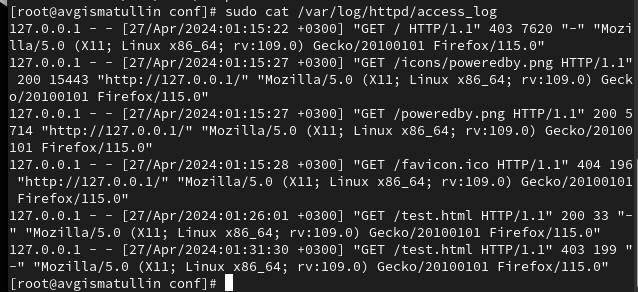 [root@avgismatullin conf]# sudo cat /var/log/httpd/access_log
127.0.0.1 - - [27/Apr/2024:01:15:22 +0300] "GET / HTTP/1.1" 403 7620 "-" "Mozi
lla/5.0 (X11; Linux x86_64; rv:109.0) Gecko/20100101 Firefox/115.0"
127.0.0.1 - - [27/Apr/2024:01:15:27 +0300] "GET /icons/poweredby.png HTTP/1.1"
 200 15443 "http://127.0.0.1/" "Mozilla/5.0 (X11; Linux x86_64; rv:109.0) Geck
o/20100101 Firefox/115.0"
127.0.0.1 - - [27/Apr/2024:01:15:27 +0300] "GET /poweredby.png HTTP/1.1" 200 5
714 "http://127.0.0.1/" "Mozilla/5.0 (X11; Linux x86_64; rv:109.0) Gecko/20100
101 Firefox/115.0"
127.0.0.1 - - [27/Apr/2024:01:15:28 +0300] "GET /favicon.ico HTTP/1.1" 404 196
 "http://127.0.0.1/" "Mozilla/5.0 (X11; Linux x86_64; rv:109.0) Gecko/20100101
 Firefox/115.0"
127.0.0.1 - - [27/Apr/2024:01:26:01 +0300] "GET /test.html HTTP/1.1" 200 33 "-
" "Mozilla/5.0 (X11; Linux x86_64; rv:109.0) Gecko/20100101 Firefox/115.0"
127.0.0.1 - - [27/Apr/2024:01:31:30 +0300] "GET /test.html HTTP/1.1" 403 199 "
-" "Mozilla/5.0 (X11; Linux x86_64; rv:109.0) Gecko/20100101 Firefox/115.0"
[root@avgismatullin conf]#